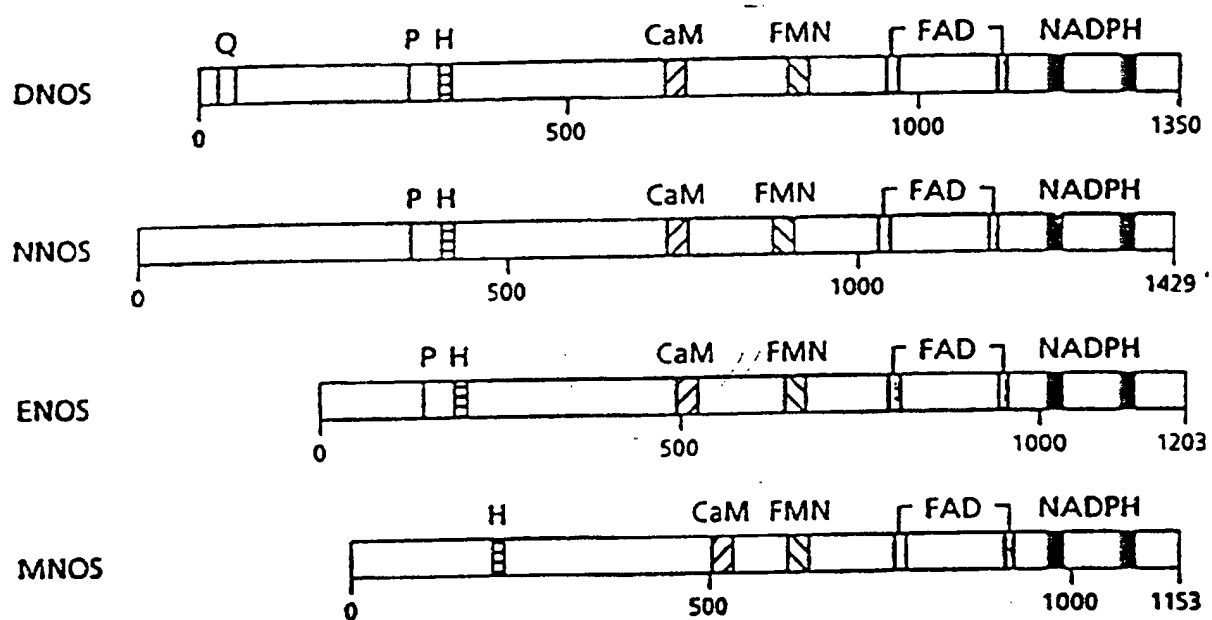 Q P H CaM FMN FAD NADPH
DNOS
0 500 1000 1350
P H CaM FMN FAD NADPH
NNOS
0 500 1000 1429
P H CaM FMN FAD NADPH
ENOS
0 500 1000 1203
H CaM FMN FAD NADPH
MNOS
0 500 1000 1153